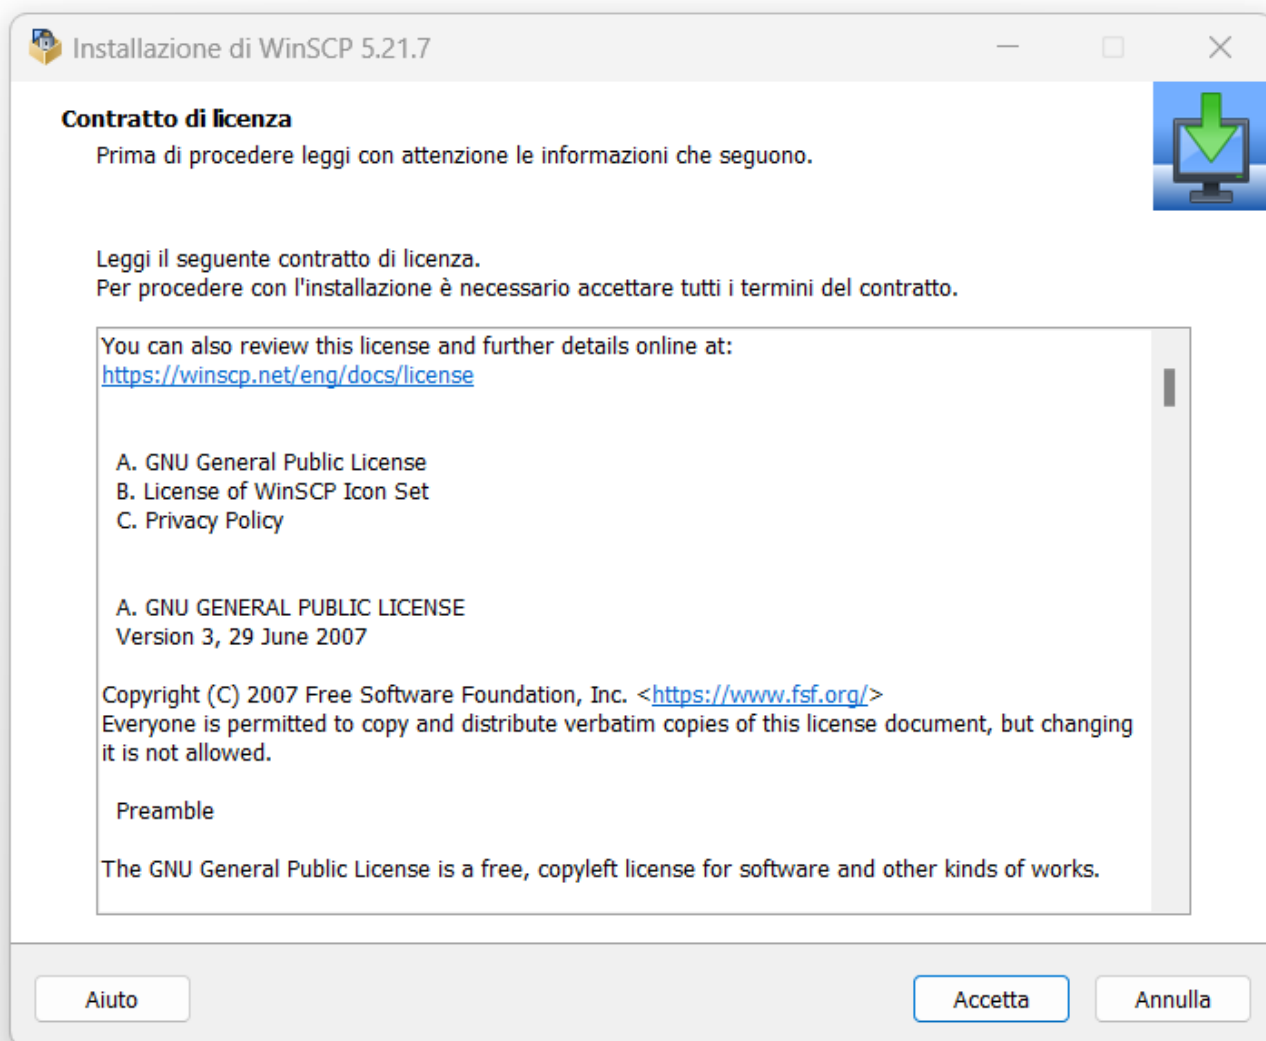 Installazione di WinSCP 5.21.7
Contratto di licenza
Prima di procedere leggi con attenzione le informazioni che seguono.
Leggi il seguente contratto di licenza.
Per procedere con l'installazione è necessario accettare tutti i termini del contratto.
You can also review this license and further details online at:
https://winscp.net/eng/docs/license
A. GNU General Public License
B. License of WinSCP Icon Set
C. Privacy Policy
A. GNU GENERAL PUBLIC LICENSE
Version 3, 29 June 2007
Copyright (C) 2007 Free Software Foundation, Inc. <https://www.fsf.org/>
Everyone is permitted to copy and distribute verbatim copies of this license document, but changing
it is not allowed.
Preamble
The GNU General Public License is a free, copyleft license for software and other kinds of works.
Aiuto
Accetta
Annulla